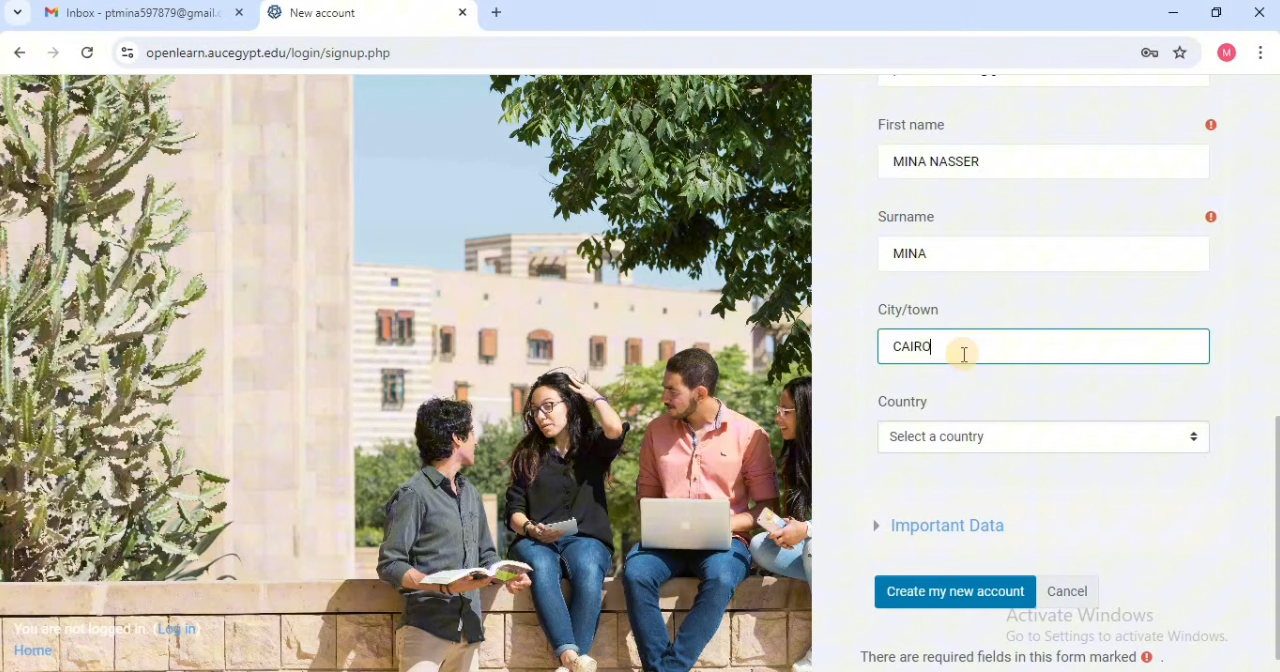 Inbox - ptmina597879@gmail.c
New account
openlearn.aucegypt.edu/login/signup.php
M
First name
MINA NASSER
Surname
MINA
City/town
CAIRO
Country
Select a country
Important Data
Create my new account
Cancel
Activate Windows
Go to Settings to activate Windows.
You are not logged in. (Log in)
Home
There are required fields in this form marked .